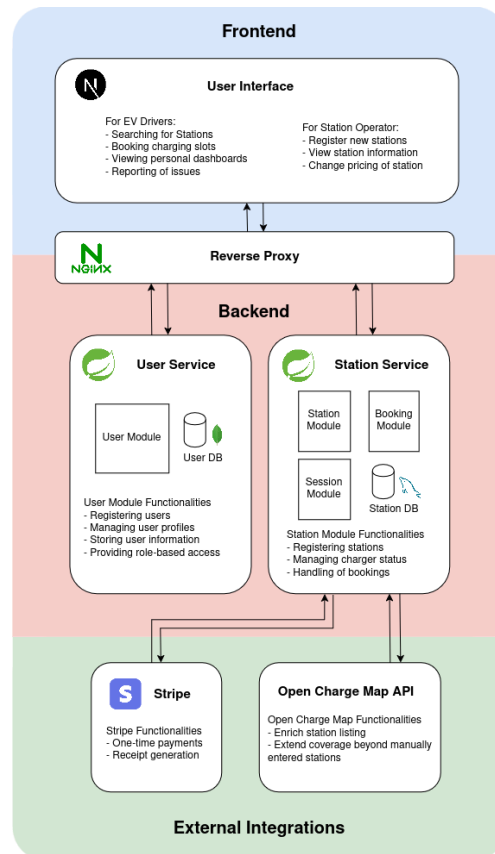 Frontend
User Interface
For EV Drivers:
- Searching for Stations
- Booking charging slots
- Viewing personal dashboards
- Reporting of issues
For Station Operator:
- Register new stations
- View station information
- Change pricing of station
N
NGINX
Reverse Proxy
Backend
User Service
User Module
User DB
User Module Functionalities
- Registering users
- Managing user profiles
- Storing user information
- Providing role-based access
Station Service
Station
Module
Booking
Module
Session
Module
Station DB
Station Module Functionalities
- Registering stations
- Managing charger status
- Handling of bookings
S
Stripe
Stripe Functionalities
- One-time payments
- Receipt generation
Open Charge Map API
Open Charge Map Functionalities
- Enrich station listing
- Extend coverage beyond manually
entered stations
External Integrations